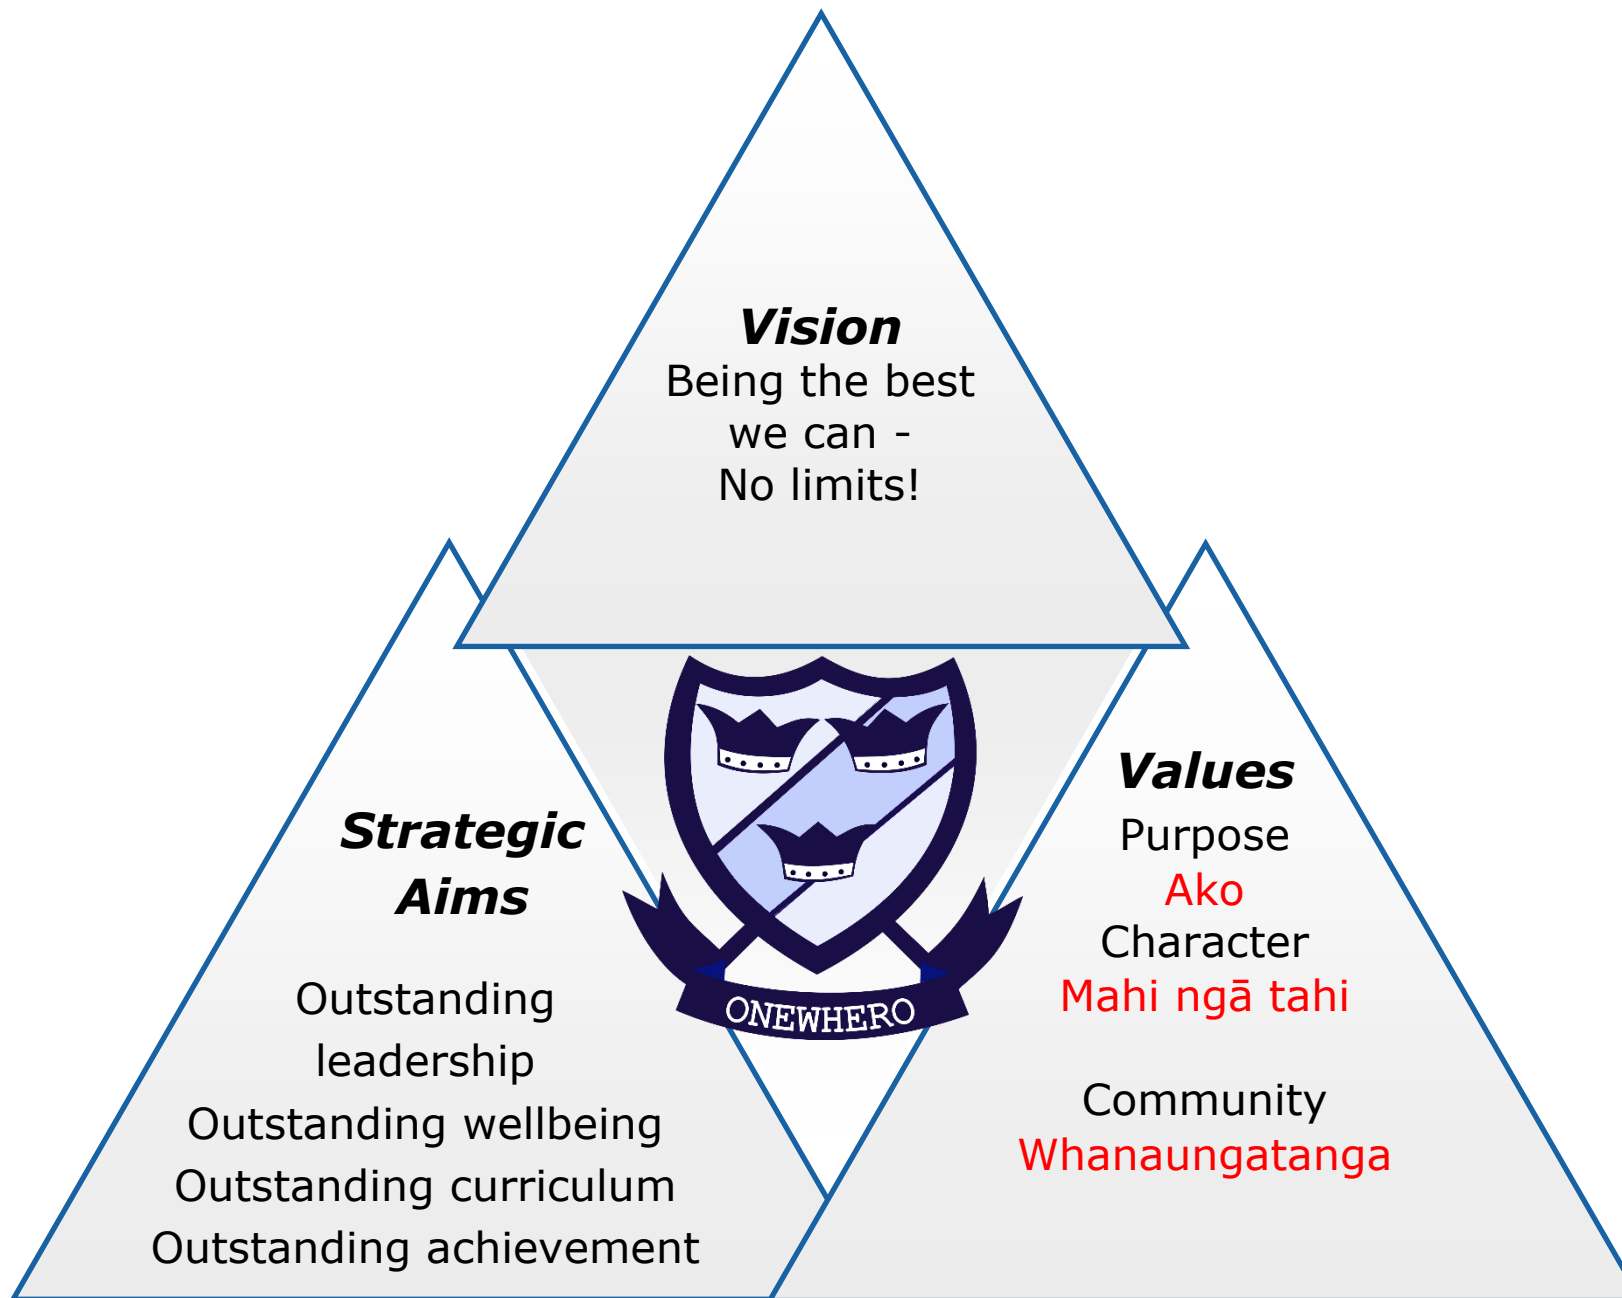 Vision
Being the best
we can -
No limits!
Strategic
Aims
Outstanding
leadership
Outstanding wellbeing
Outstanding curriculum
Outstanding achievement
ONEWHERO
Values
Purpose
Ako
Character
Mahi ngā tahi
Community
Whanaungatanga